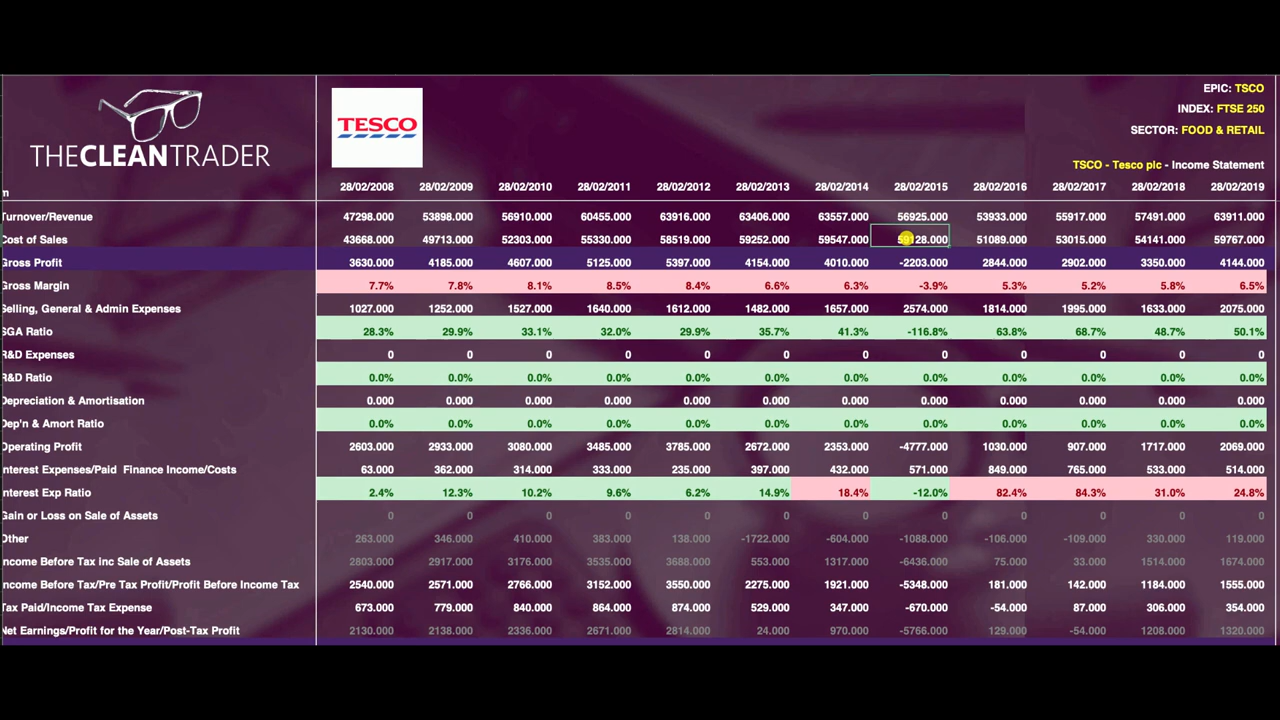 THECLEANTRADER
TESCO
EPIC: TSCO
INDEX: FTSE 250
SECTOR: FOOD & RETAIL
TSCO - Tesco plc - Income Statement
m 28/02/2008 28/02/2009 28/02/2010 28/02/2011 28/02/2012 28/02/2013 28/02/2014 28/02/2015 28/02/2016 28/02/2017 28/02/2018 28/02/2019
Turnover/Revenue 47298.000 53898.000 56910.000 60455.000 63916.000 63406.000 63557.000 56925.000 53933.000 55917.000 57491.000 63911.000
Cost of Sales 43668.000 49713.000 52303.000 55330.000 58519.000 59252.000 59547.000 59128.000 51089.000 53015.000 54141.000 59767.000
Gross Profit 3630.000 4185.000 4607.000 5125.000 5397.000 4154.000 4010.000 -2203.000 2844.000 2902.000 3350.000 4144.000
Gross Margin 7.7% 7.8% 8.1% 8.5% 8.4% 6.6% 6.3% -3.9% 5.3% 5.2% 5.8% 6.5%
Selling, General & Admin Expenses 1027.000 1252.000 1527.000 1640.000 1612.000 1482.000 1657.000 2574.000 1814.000 1995.000 1633.000 2075.000
SGA Ratio 28.3% 29.9% 33.1% 32.0% 29.9% 35.7% 41.3% -116.8% 63.8% 68.7% 48.7% 50.1%
R&D Expenses 0 0 0 0 0 0 0 0 0 0 0 0
R&D Ratio 0.0% 0.0% 0.0% 0.0% 0.0% 0.0% 0.0% 0.0% 0.0% 0.0% 0.0% 0.0%
Depreciation & Amortisation 0.000 0.000 0.000 0.000 0.000 0.000 0.000 0.000 0.000 0.000 0.000 0.000
Dep'n & Amort Ratio 0.0% 0.0% 0.0% 0.0% 0.0% 0.0% 0.0% 0.0% 0.0% 0.0% 0.0% 0.0%
Operating Profit 2603.000 2933.000 3080.000 3485.000 3785.000 2672.000 2353.000 -4777.000 1030.000 907.000 1717.000 2069.000
nterest Expenses/Paid Finance Income/Costs 63.000 362.000 314.000 333.000 235.000 397.000 432.000 571.000 849.000 765.000 533.000 514.000
nterest Exp Ratio 2.4% 12.3% 10.2% 9.6% 6.2% 14.9% 18.4% -12.0% 82.4% 84.3% 31.0% 24.8%
Gain or Loss on Sale of Assets 0 0 0 0 0 0 0 0 0 0 0 0
Other 263.000 346.000 410.000 383.000 138.000 -1722.000 -604.000 -1088.000 -106.000 -109.000 330.000 119.000
ncome Before Tax inc Sale of Assets 2803.000 2917.000 3176.000 3535.000 3688.000 553.000 1317.000 -6436.000 75.000 33.000 1514.000 1674.000
ncome Before Tax/Pre Tax Profit/Profit Before Income Tax 2540.000 2571.000 2766.000 3152.000 3550.000 2275.000 1921.000 -5348.000 181.000 142.000 1184.000 1555.000
Tax Paid/Income Tax Expense 673.000 779.000 840.000 864.000 874.000 529.000 347.000 -670.000 -54.000 87.000 306.000 354.000
Net Earnings/Profit for the Year/Post-Tax Profit 2130.000 2138.000 2336.000 2671.000 2814.000 24.000 970.000 -5766.000 129.000 -54.000 1208.000 1320.000